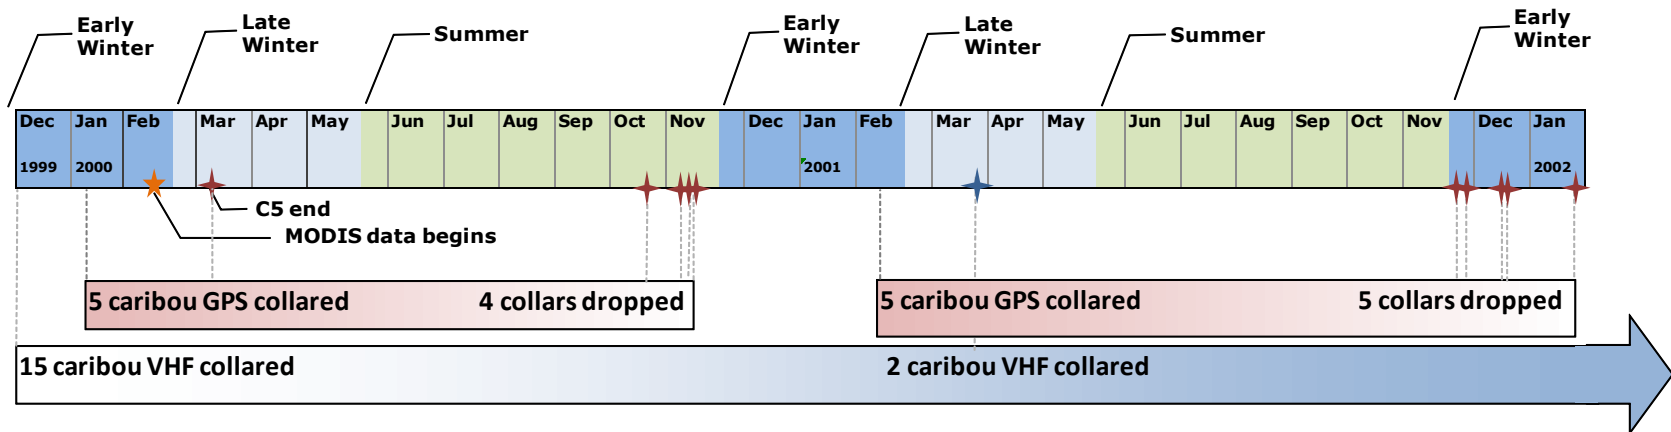 Early
Winter
Late
Winter
Summer
Early
Winter
Late
Winter
Summer
Early
Winter
Dec Jan Feb Mar Apr May Jun Jul Aug Sep Oct Nov Dec Jan Feb Mar Apr May Jun Jul Aug Sep Oct Nov Dec Jan
1999 2000 2001 2002
C5 end
MODIS data begins
5 caribou GPS collared 4 collars dropped 5 caribou GPS collared 5 collars dropped
15 caribou VHF collared 2 caribou VHF collared